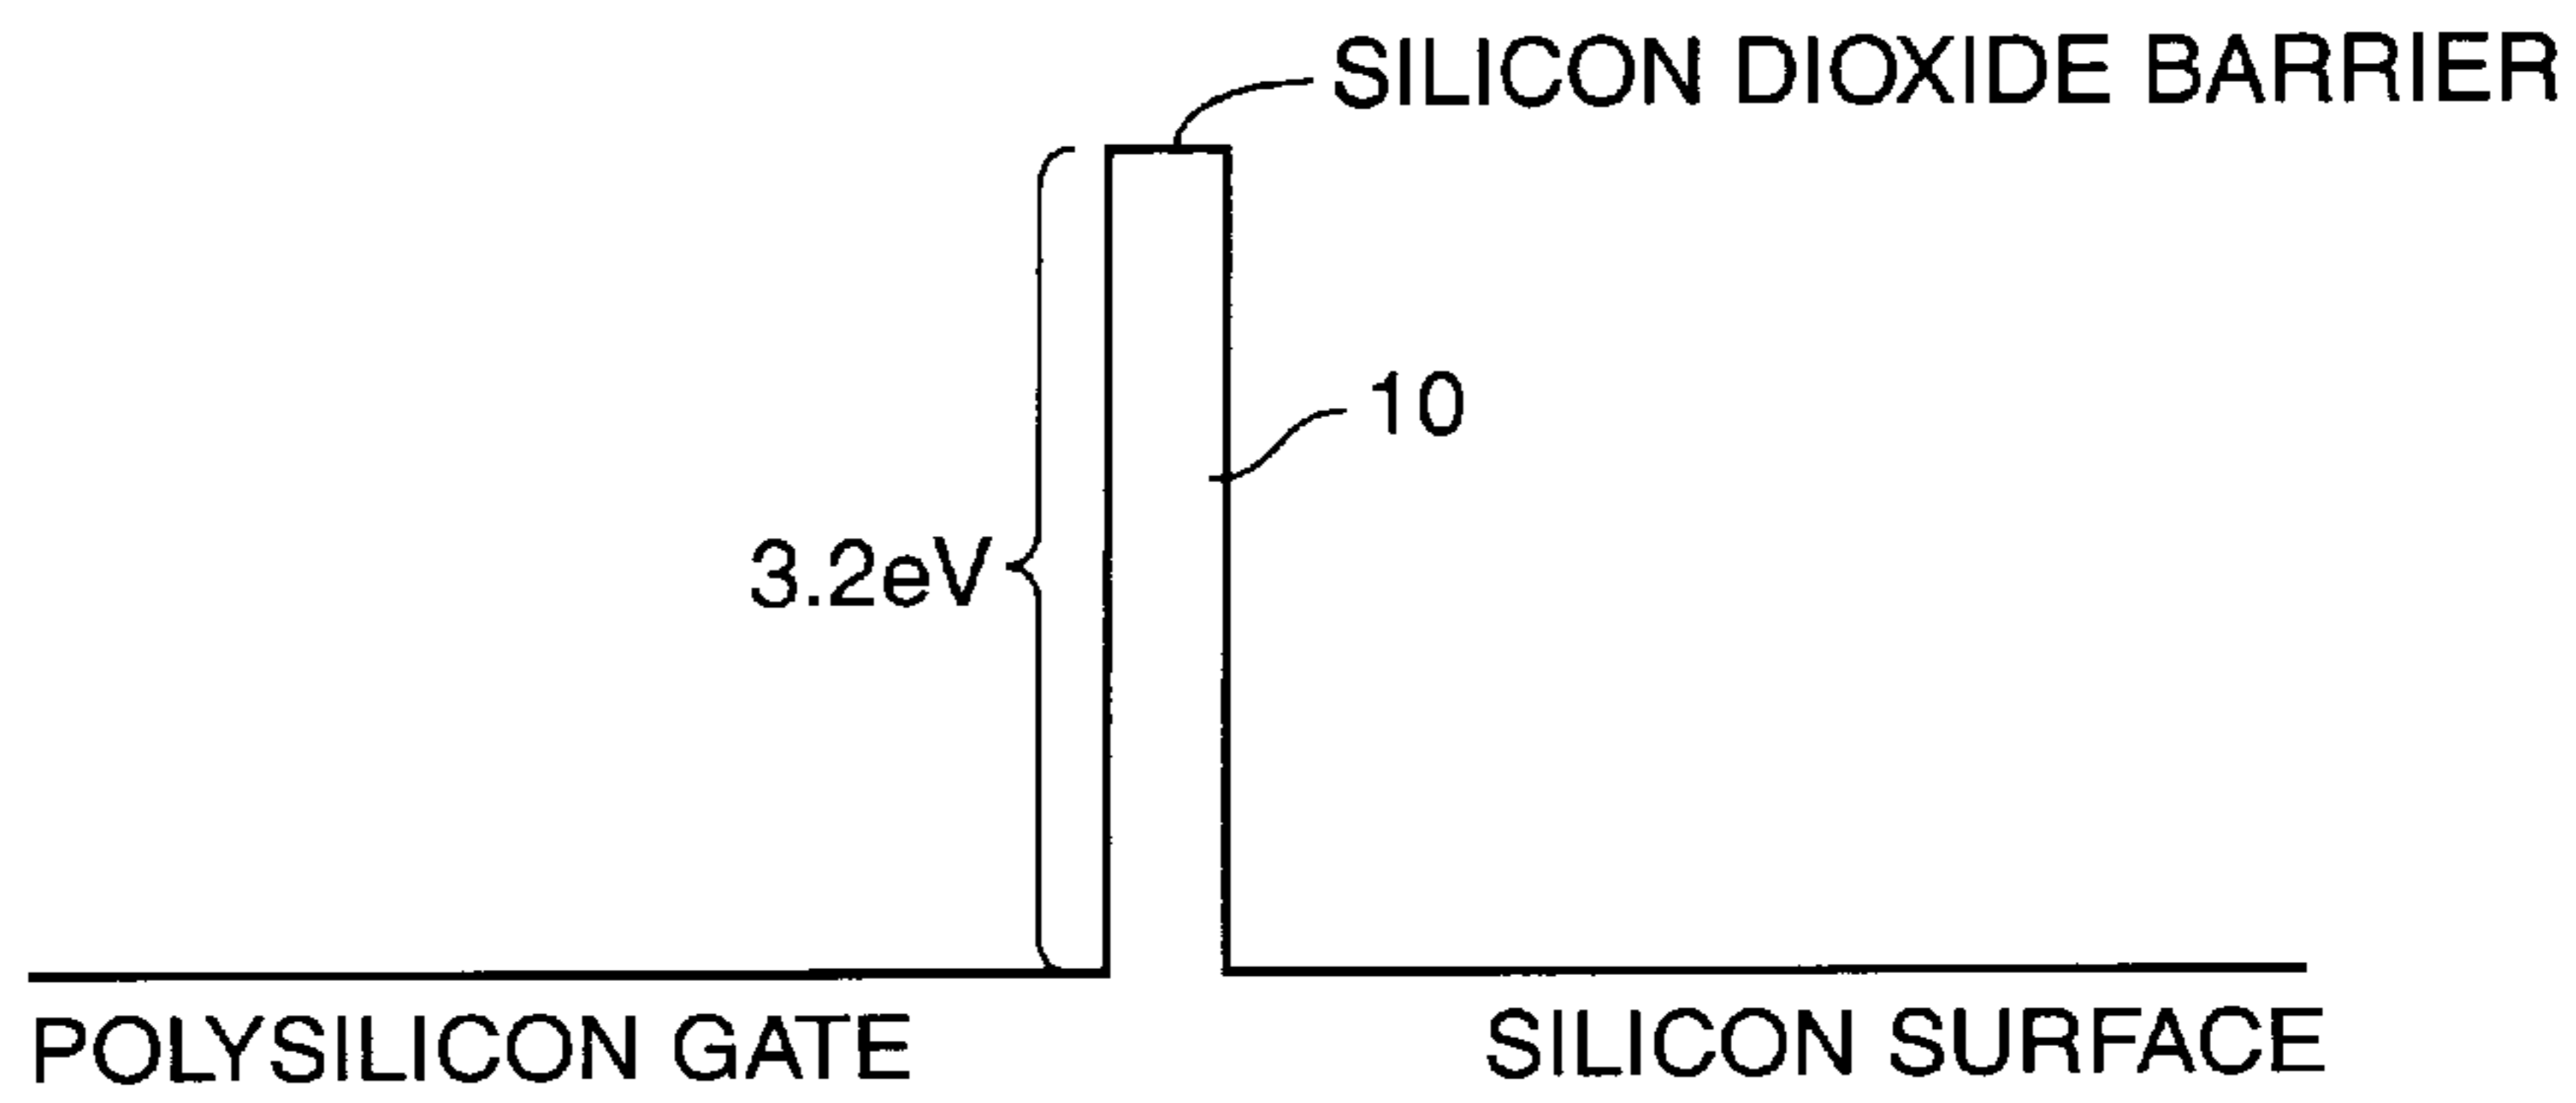 SILICON DIOXIDE BARRIER
10
3.2eV
POLYSILICON GATE
SILICON SURFACE